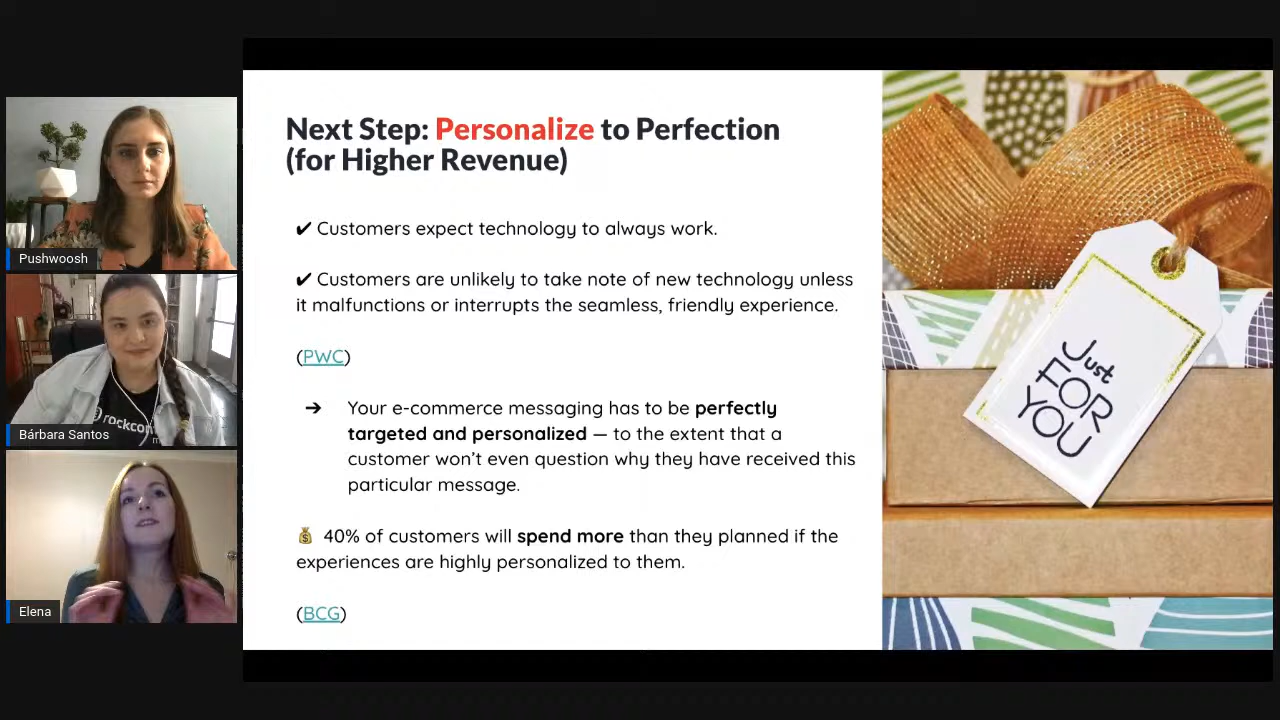 Next Step: Personalize to Perfection
(for Higher Revenue)
✔ Customers expect technology to always work.
✔ Customers are unlikely to take note of new technology unless
it malfunctions or interrupts the seamless, friendly experience.
(PWC)
➔ Your e-commerce messaging has to be perfectly
targeted and personalized — to the extent that a
customer won’t even question why they have received this
particular message.
💰 40% of customers will spend more than they planned if the
experiences are highly personalized to them.
(BCG)
Just
FOR
YOU
Pushwoosh
rockcon
Bárbara Santos
Elena